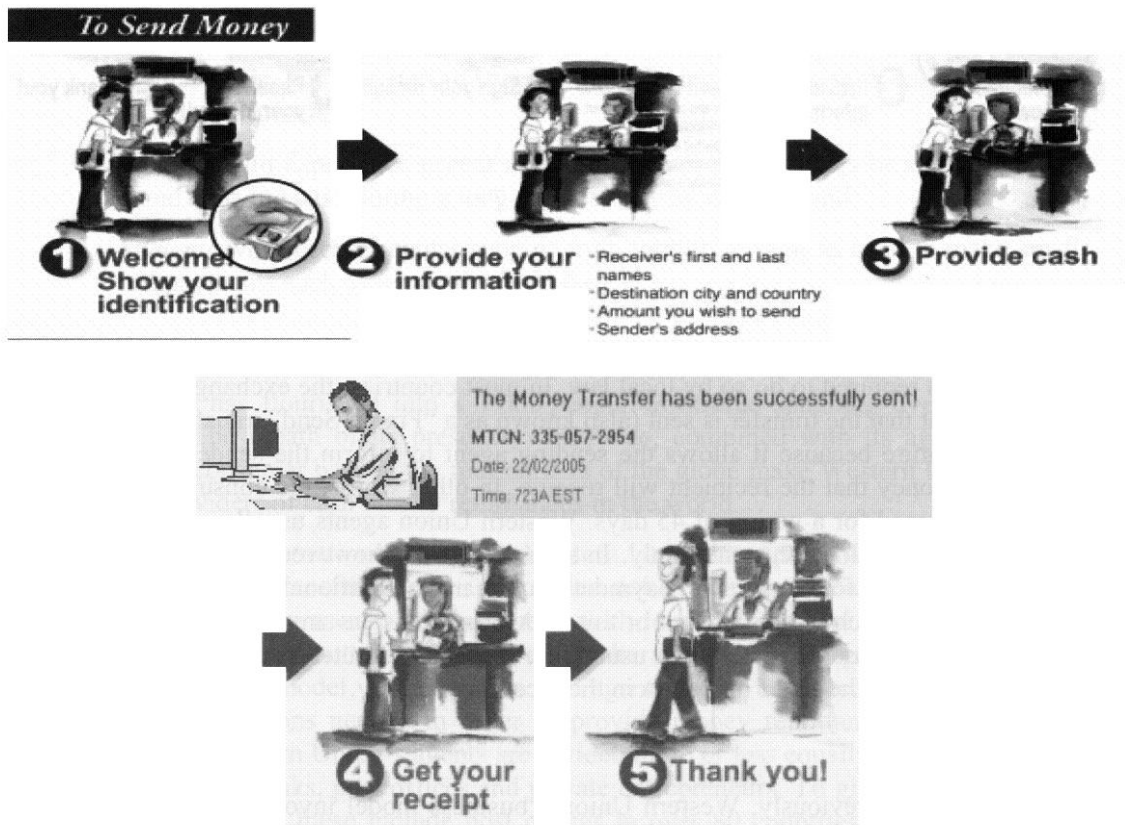 To Send Money
1 Welcome!
Show your
identification
2 Provide your
information
-Receiver's first and last
names
-Destination city and country
-Amount you wish to send
-Sender's address
3 Provide cash
The Money Transfer has been successfully sent!
MTCN: 335-057-2954
Date: 22/02/2005
Time: 723A EST
4 Get your
receipt
5 Thank you!